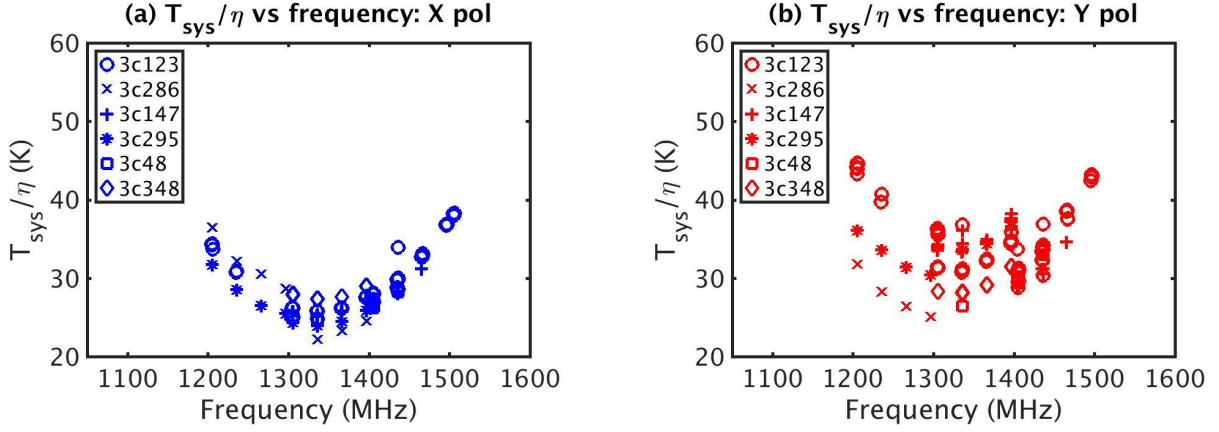 (a) T_sys/η vs frequency: X pol
60
50
40
30
20
T_sys/η (K)
3c123
3c286
3c147
3c295
3c48
3c348
1100 1200 1300 1400 1500 1600
Frequency (MHz)
(b) T_sys/η vs frequency: Y pol
60
50
40
30
20
T_sys/η (K)
3c123
3c286
3c147
3c295
3c48
3c348
1100 1200 1300 1400 1500 1600
Frequency (MHz)